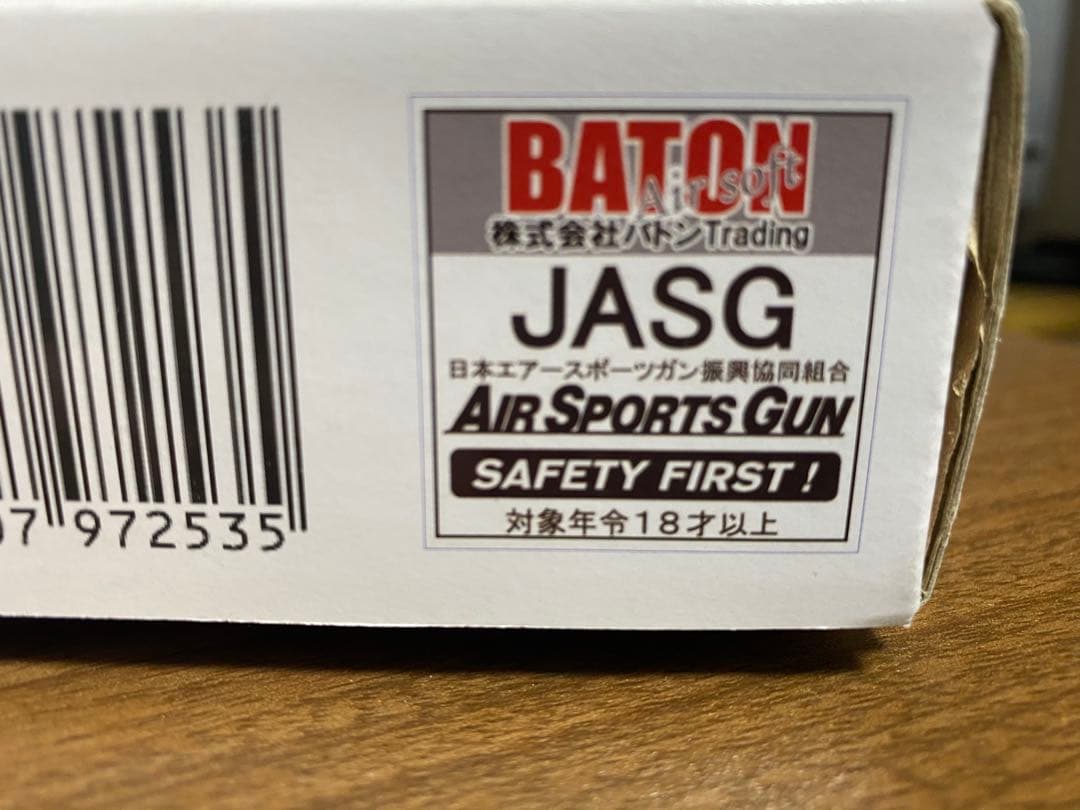 BATON
Air soft
株式会社バトンTrading
JASG
日本エアースポーツガン振興協同組合
AIR SPORTS GUN
SAFETY FIRST!
対象年令18才以上
7 972535